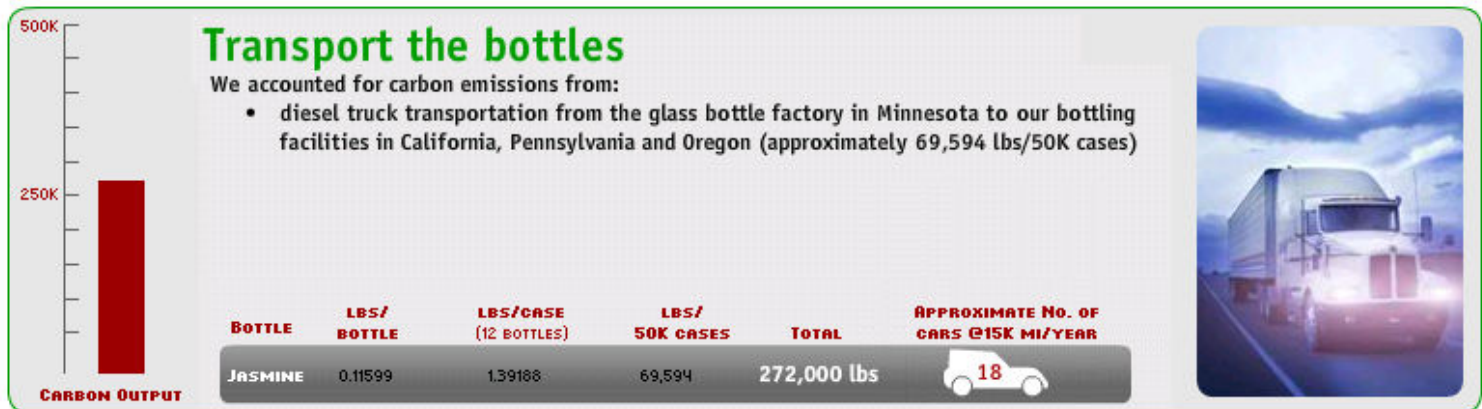 500K
250K
CARBON OUTPUT
Transport the bottles
We accounted for carbon emissions from:
• diesel truck transportation from the glass bottle factory in Minnesota to our bottling
facilities in California, Pennsylvania and Oregon (approximately 69,594 lbs/50K cases)
BOTTLE
LBS/
BOTTLE
LBS/CASE
(12 BOTTLES)
LBS/
50K CASES
TOTAL
APPROXIMATE NO. OF
CARS @15K MI/YEAR
JASMINE 0.11599 1.39188 69,594 272,000 lbs 18